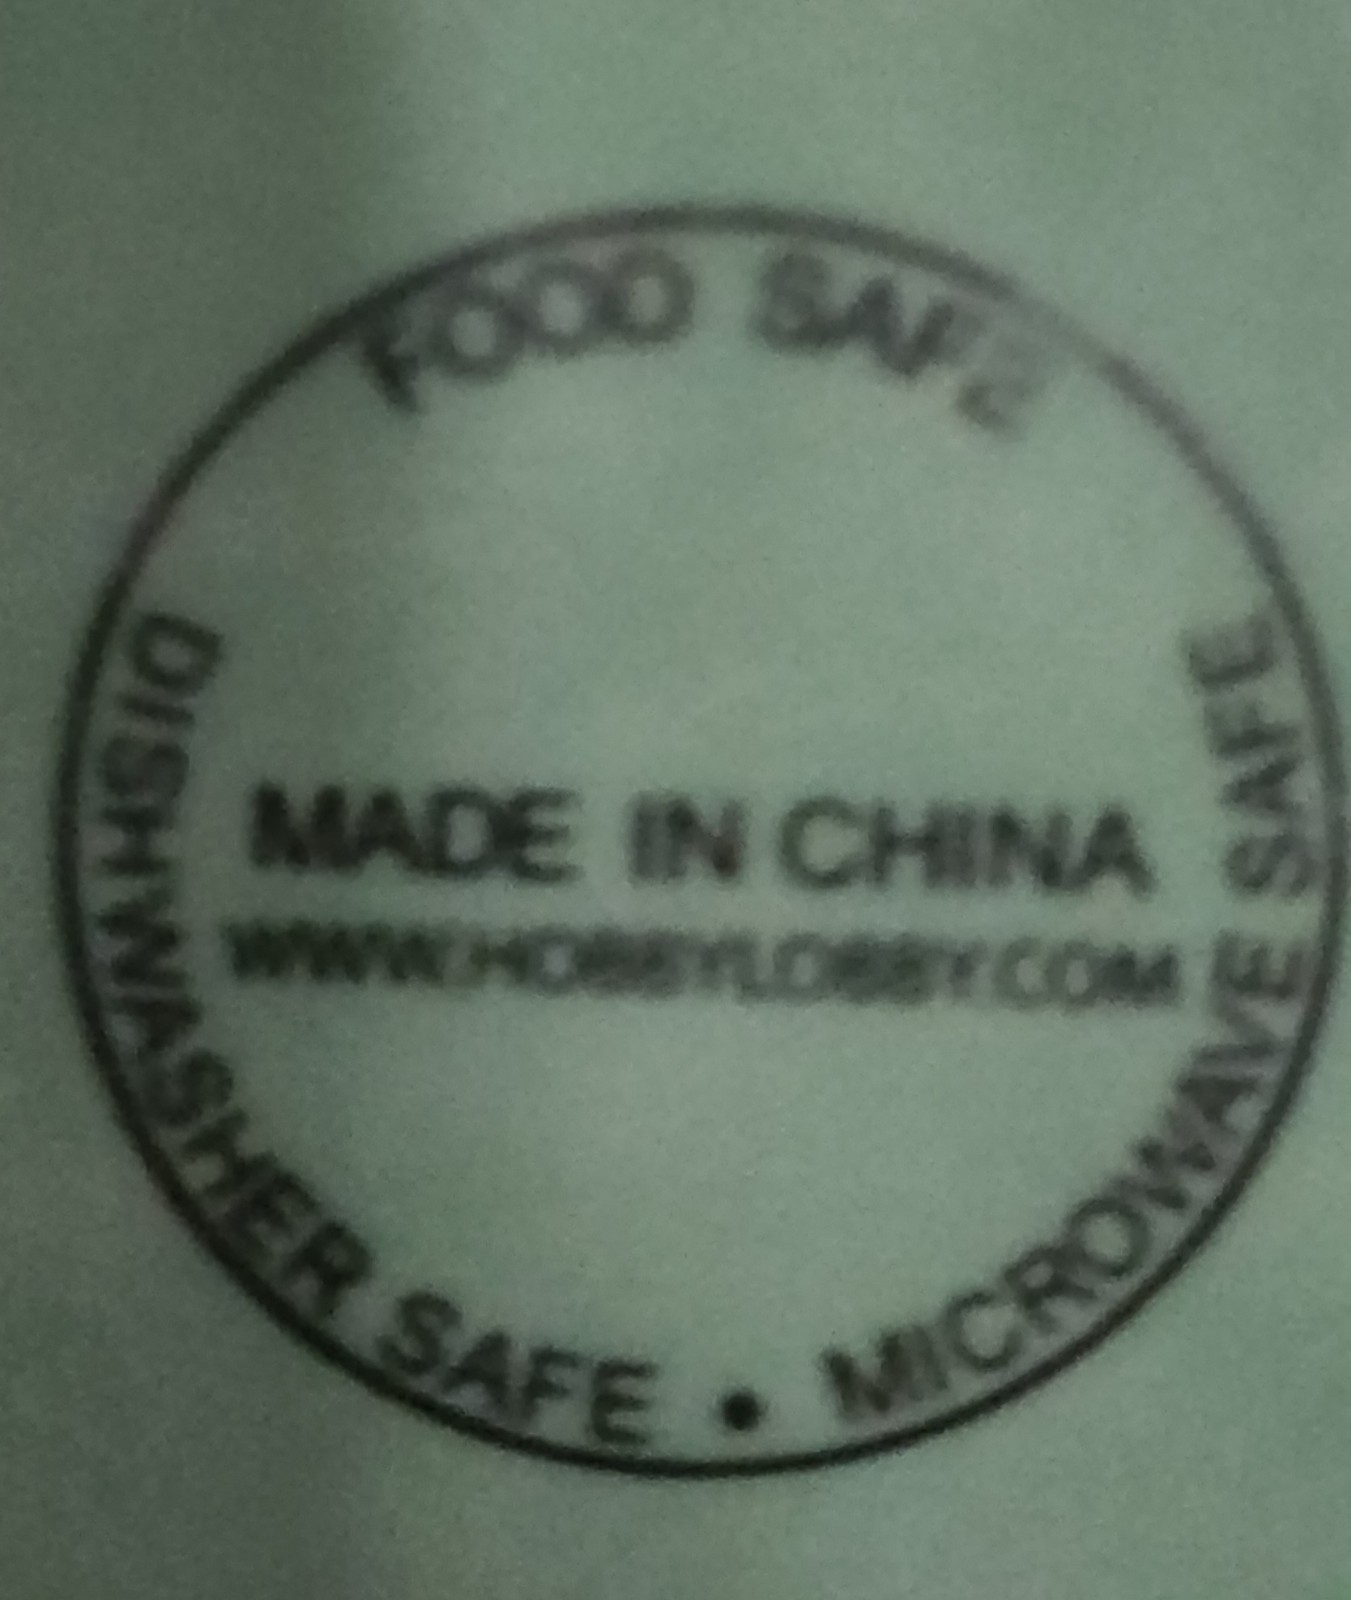 FOOD SAFE
MADE IN CHINA
WWW.HOBBYLOBBY.COM
DISHWASHER SAFE • MICROWAVE SAFE